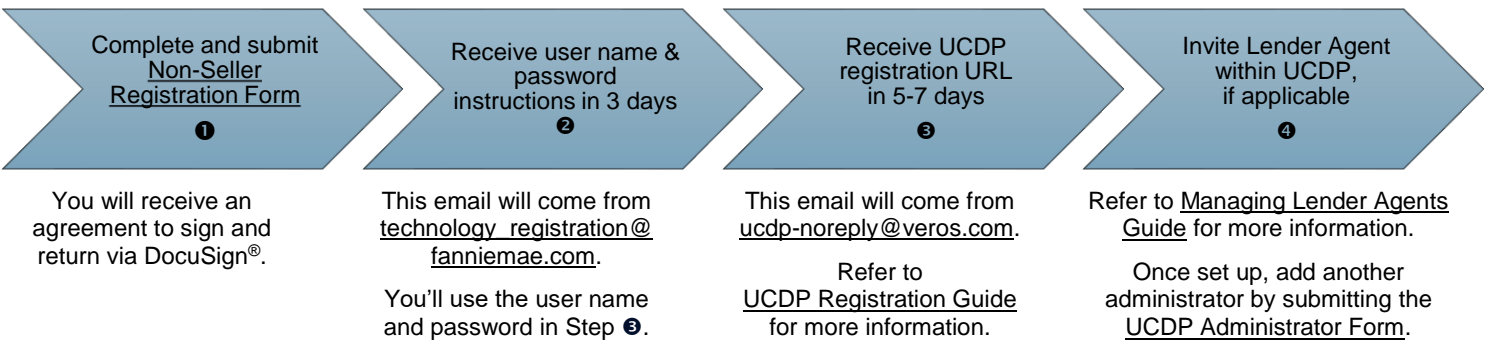 Complete and submit
Non-Seller
Registration Form
❶
You will receive an
agreement to sign and
return via DocuSign®.
Receive user name &
password
instructions in 3 days
❷
This email will come from
technology_registration@
fanniemae.com.
You’ll use the user name
and password in Step ❸.
Receive UCDP
registration URL
in 5-7 days
❸
This email will come from
ucdp-noreply@veros.com.
Refer to
UCDP Registration Guide
for more information.
Invite Lender Agent
within UCDP,
if applicable
❹
Refer to Managing Lender Agents
Guide for more information.
Once set up, add another
administrator by submitting the
UCDP Administrator Form.